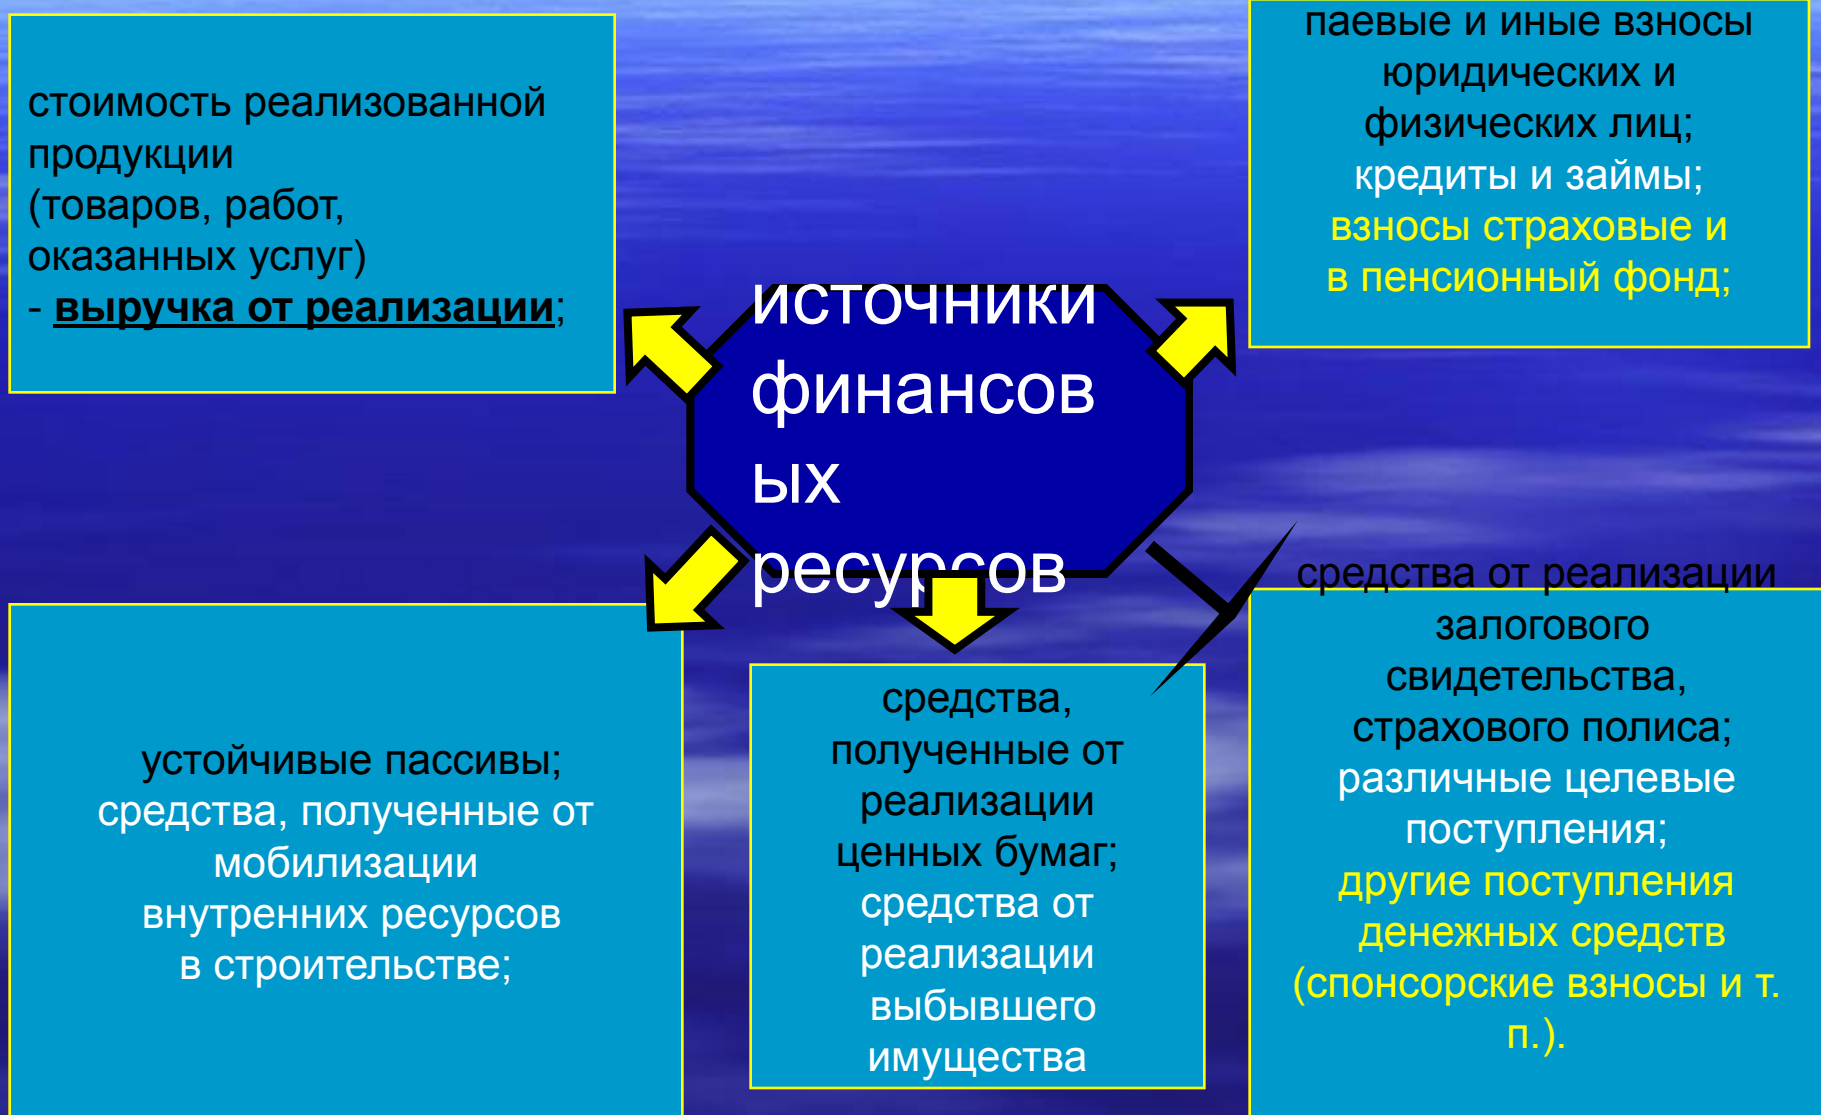 стоимость реализованной
продукции
(товаров, работ,
оказанных услуг)
- выручка от реализации;
паевые и иные взносы
юридических и
физических лиц;
кредиты и займы;
взносы страховые и
в пенсионный фонд;
источники
финансов
ых
ресурсов
устойчивые пассивы;
средства, полученные от
мобилизации
внутренних ресурсов
в строительстве;
средства,
полученные от
реализации
ценных бумаг;
средства от
реализации
выбывшего
имущества
средства от реализации
залогового
свидетельства,
страхового полиса;
различные целевые
поступления;
другие поступления
денежных средств
(спонсорские взносы и т.
п.).